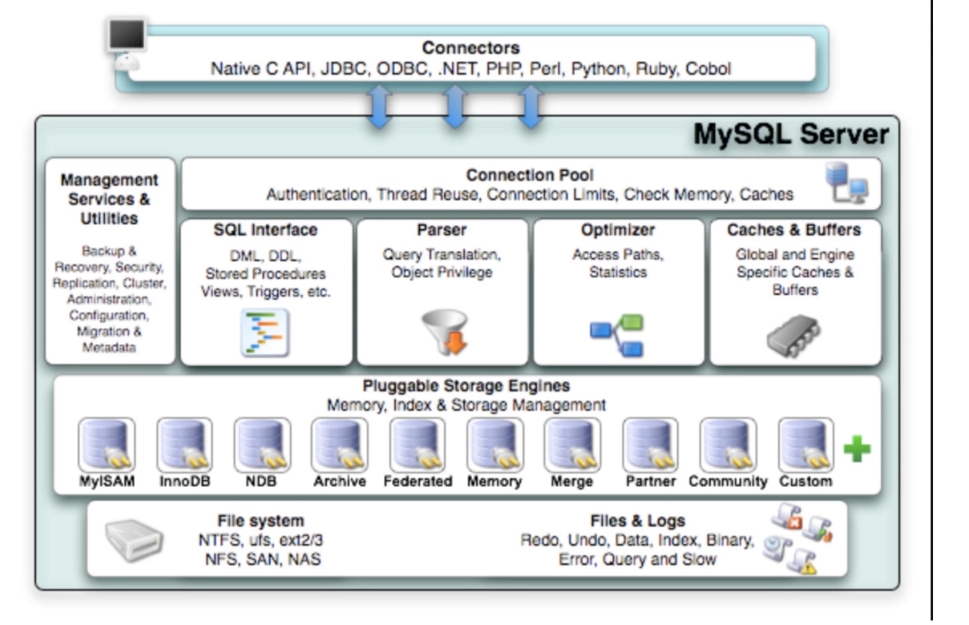 Connectors
Native C API, JDBC, ODBC, .NET, PHP, Perl, Python, Ruby, Cobol
MySQL Server
Management
Services &
Utilities
Backup &
Recovery, Security,
Replication, Cluster,
Administration,
Configuration,
Migration &
Metadata
Connection Pool
Authentication, Thread Reuse, Connection Limits, Check Memory, Caches
SQL Interface
DML, DDL,
Stored Procedures
Views, Triggers, etc.
Parser
Query Translation,
Object Privilege
Optimizer
Access Paths,
Statistics
Caches & Buffers
Global and Engine
Specific Caches &
Buffers
Pluggable Storage Engines
Memory, Index & Storage Management
MyISAM
InnoDB
NDB
Archive
Federated
Memory
Merge
Partner
Community
Custom
File system
NTFS, ufs, ext2/3
NFS, SAN, NAS
Files & Logs
Redo, Undo, Data, Index, Binary,
Error, Query and Slow